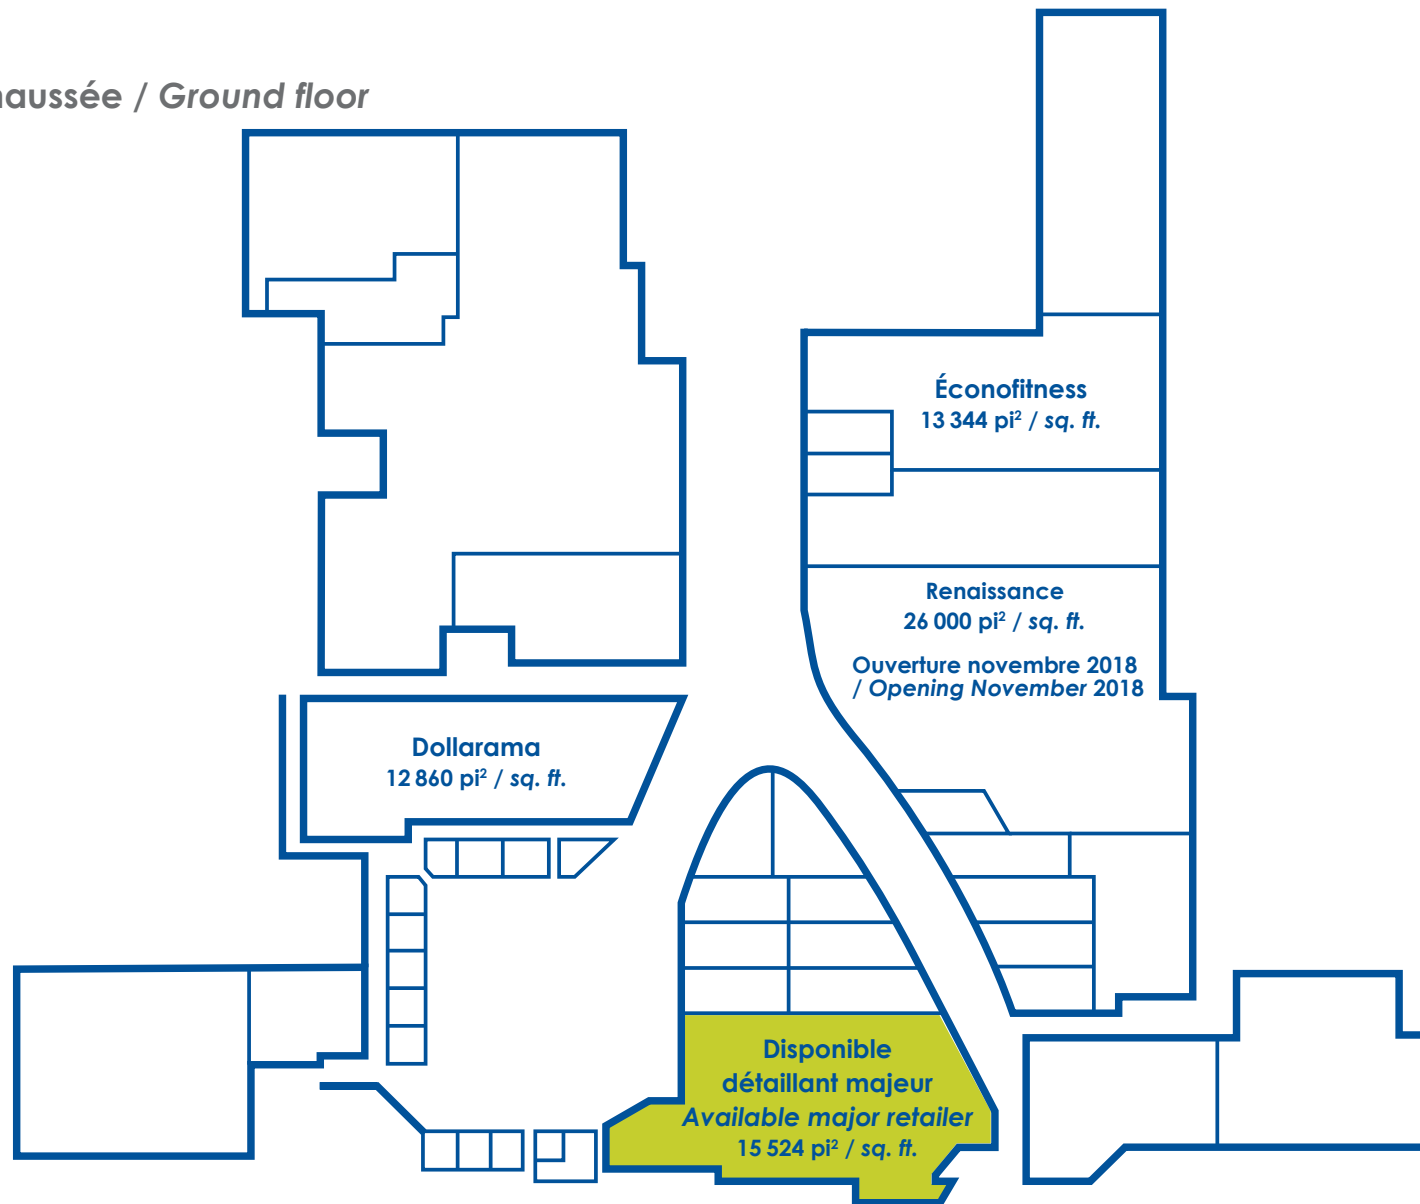 haussée / Ground floor
Éconofitness
13 344 pi² / sq. ft.
Renaissance
26 000 pi² / sq. ft.
Ouverture novembre 2018
/ Opening November 2018
Dollarama
12 860 pi² / sq. ft.
Disponible
détaillant majeur
Available major retailer
15 524 pi² / sq. ft.